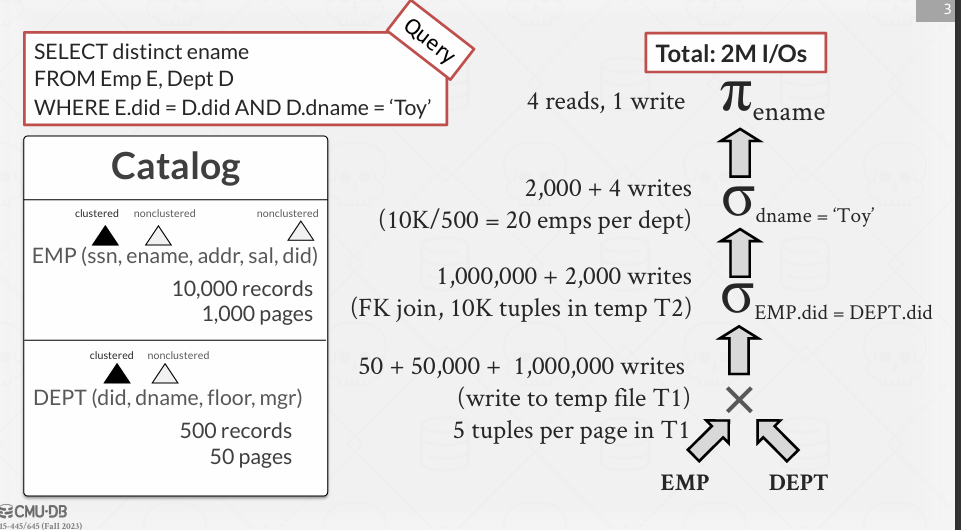 3
Query
SELECT distinct ename
FROM Emp E, Dept D
WHERE E.did = D.did AND D.dname = ‘Toy’
Catalog
clustered nonclustered nonclustered
EMP (ssn, ename, addr, sal, did)
10,000 records
1,000 pages
clustered nonclustered
DEPT (did, dname, floor, mgr)
500 records
50 pages
Total: 2M I/Os
4 reads, 1 write
π ename
2,000 + 4 writes
(10K/500 = 20 emps per dept)
σ dname = ‘Toy’
1,000,000 + 2,000 writes
(FK join, 10K tuples in temp T2)
σ EMP.did = DEPT.did
50 + 50,000 + 1,000,000 writes
(write to temp file T1)
5 tuples per page in T1
×
EMP DEPT
CMU·DB
15-445/645 (Fall 2023)